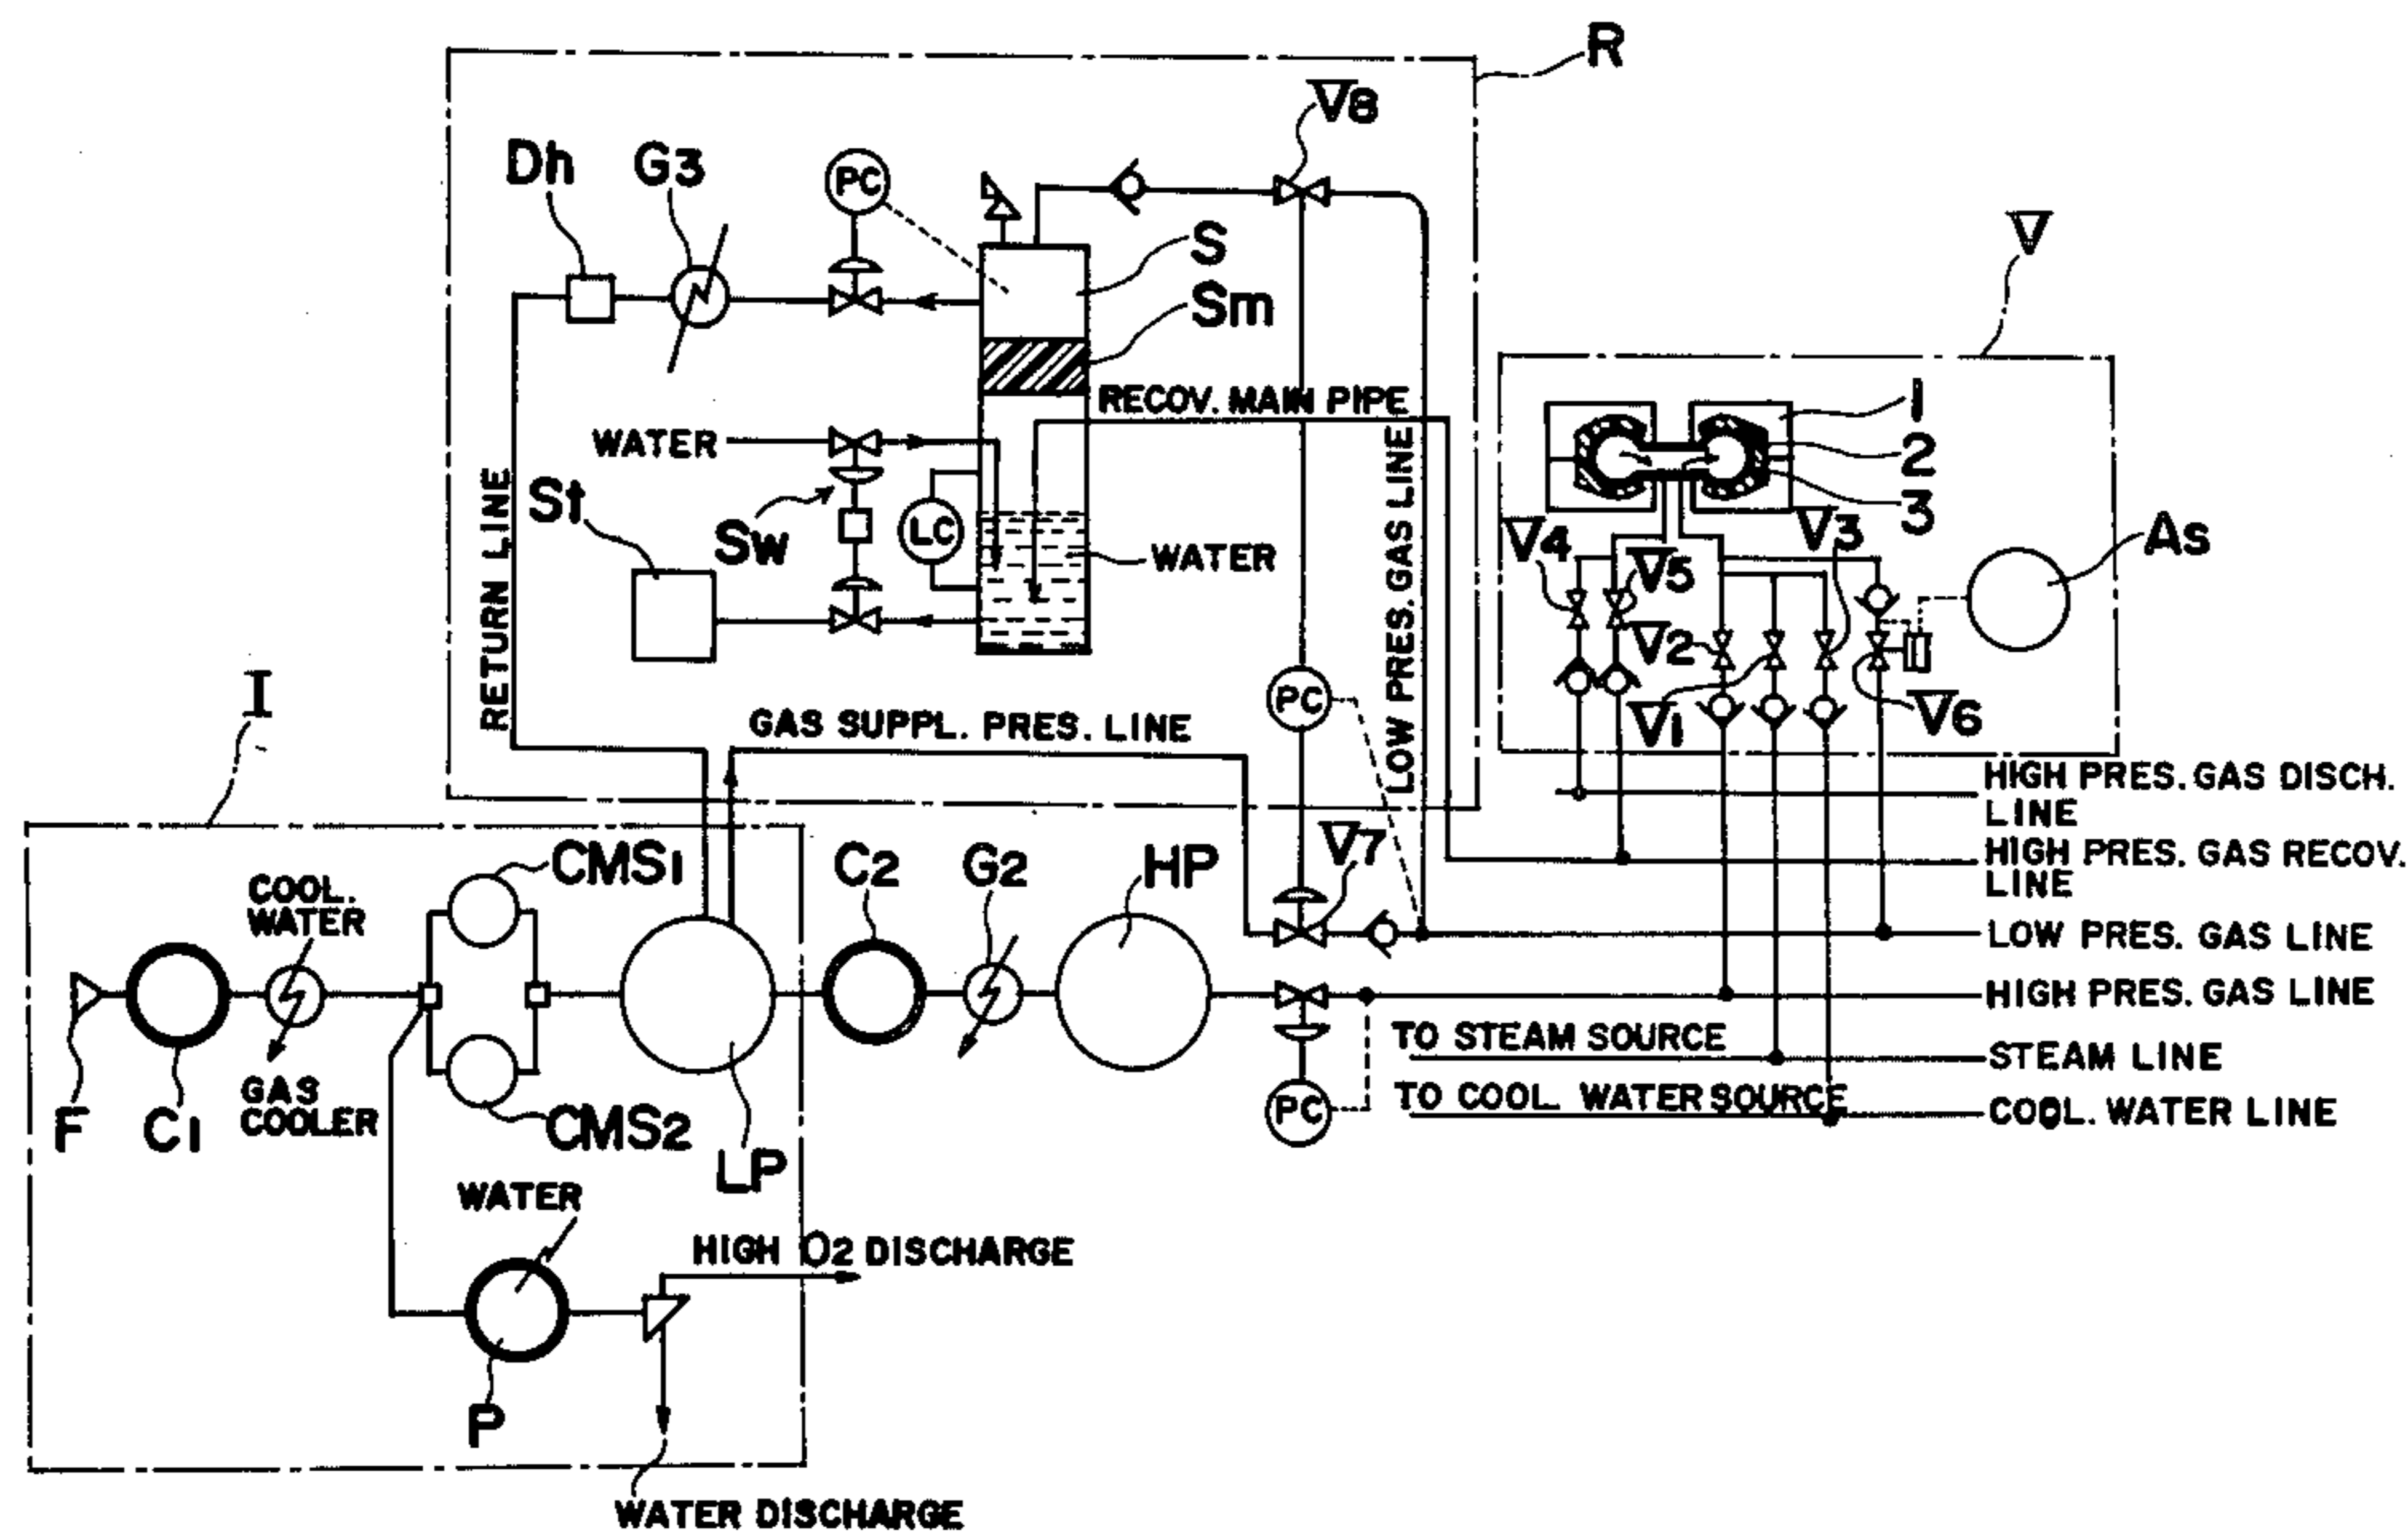 R
V8
Dh
G3
PC
S
Sm
V
RECOV. MAIN PIPE
1
2
3
WATER
St
Sw
LC
WATER
RETURN LINE
LOW PRES. GAS LINE
V4
V5
V3
V2
V1
V6
As
I
GAS SUPPL. PRES. LINE
PC
HIGH PRES. GAS DISCH.
LINE
HIGH PRES. GAS RECOV.
LINE
LOW PRES. GAS LINE
HIGH PRES. GAS LINE
TO STEAM SOURCE
STEAM LINE
TO COOL. WATER SOURCE
COOL. WATER LINE
V7
C2
G2
HP
PC
COOL.
WATER
CMS1
F
C1
GAS
COOLER
CMS2
LP
WATER
HIGH O2 DISCHARGE
P
WATER DISCHARGE